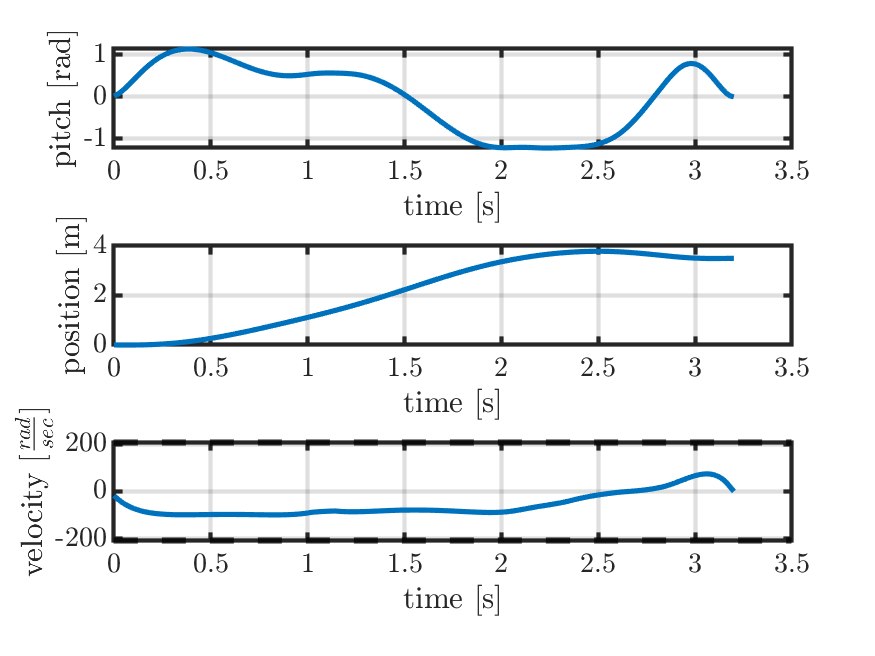 pitch [rad]
1
0
-1
0 0.5 1 1.5 2 2.5 3 3.5
time [s]
position [m]
4
2
0
0 0.5 1 1.5 2 2.5 3 3.5
time [s]
velocity [rad/sec]
200
0
-200
0 0.5 1 1.5 2 2.5 3 3.5
time [s]